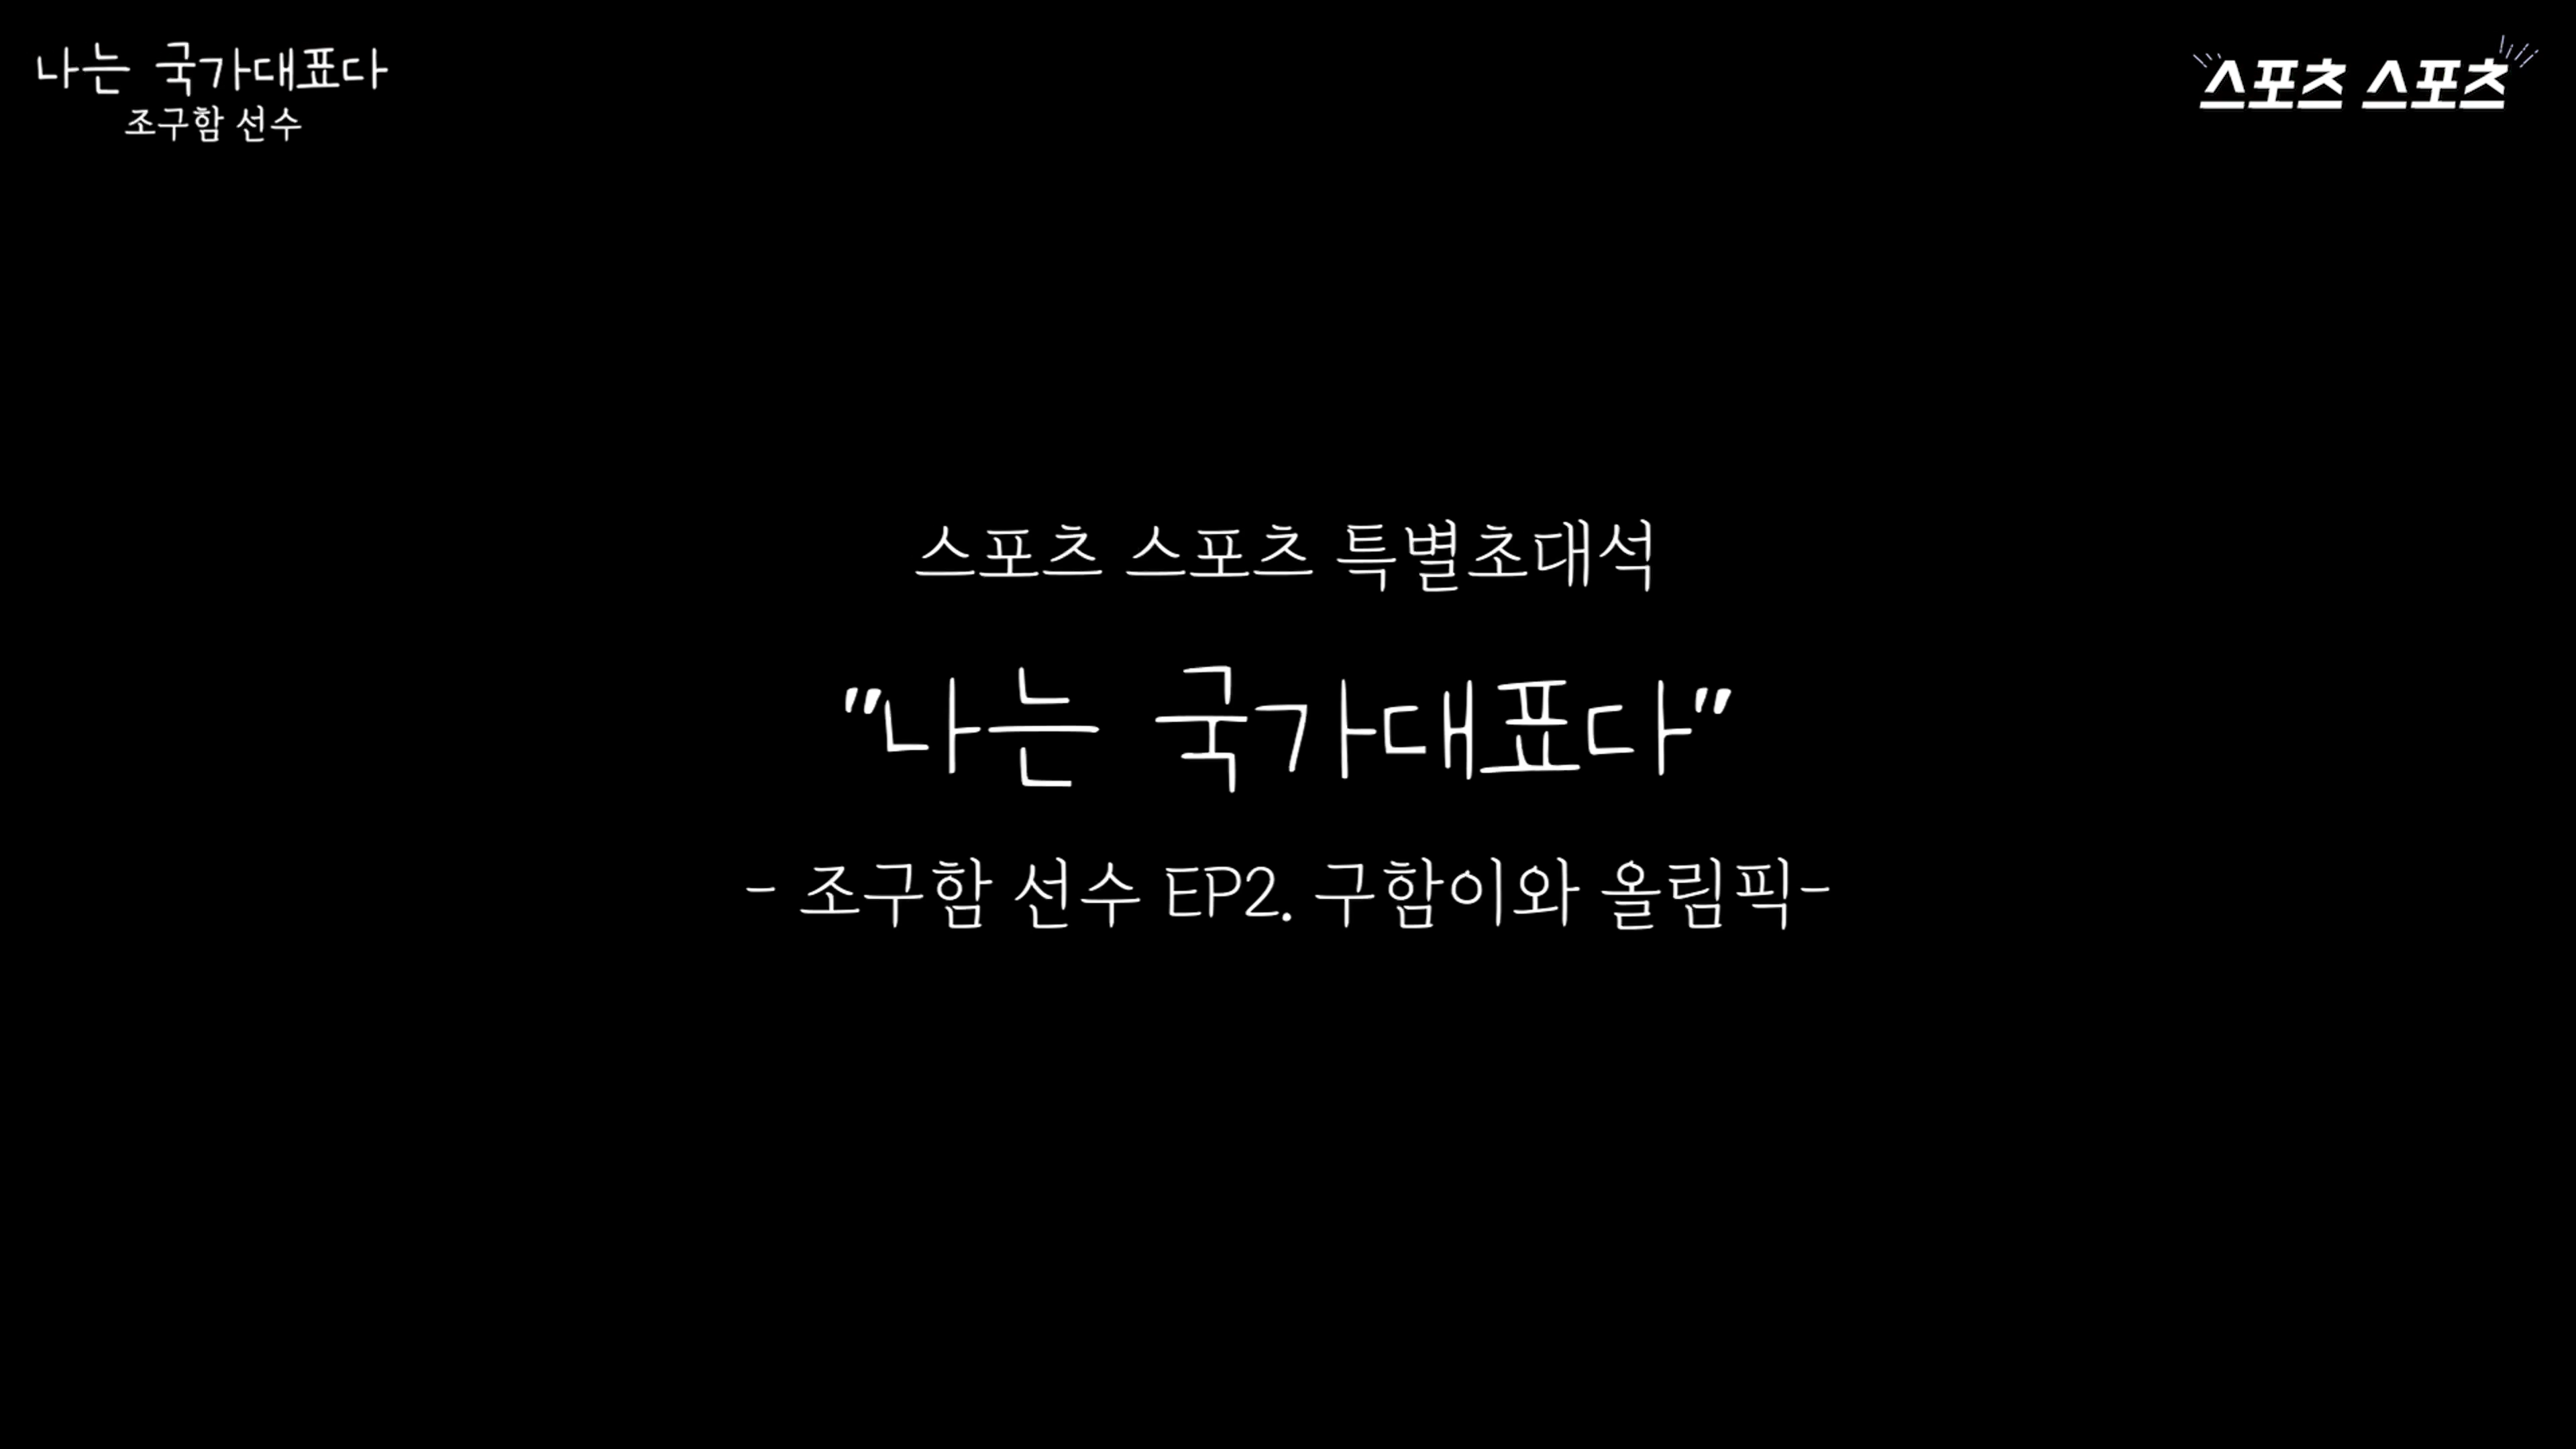 나는 국가대표다
조구함 선수
스포츠 스포츠
스포츠 스포츠 특별초대석
"나는 국가대표다"
- 조구함 선수 EP2. 구함이와 올림픽-